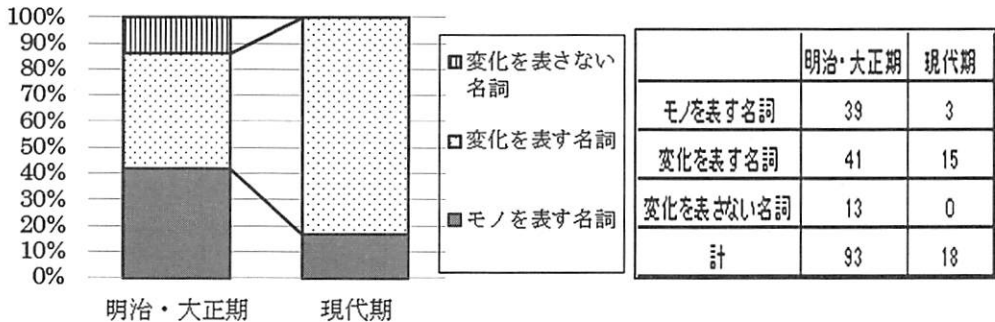 100%
90%
80%
70%
60%
50%
40%
30%
20%
10%
0%
明治・大正期 現代期
変化を表さない
名詞
変化を表す名詞
モノを表す名詞
明治・大正期 現代期
モノを表す名詞 39 3
変化を表す名詞 41 15
変化を表さない名詞 13 0
計 93 18